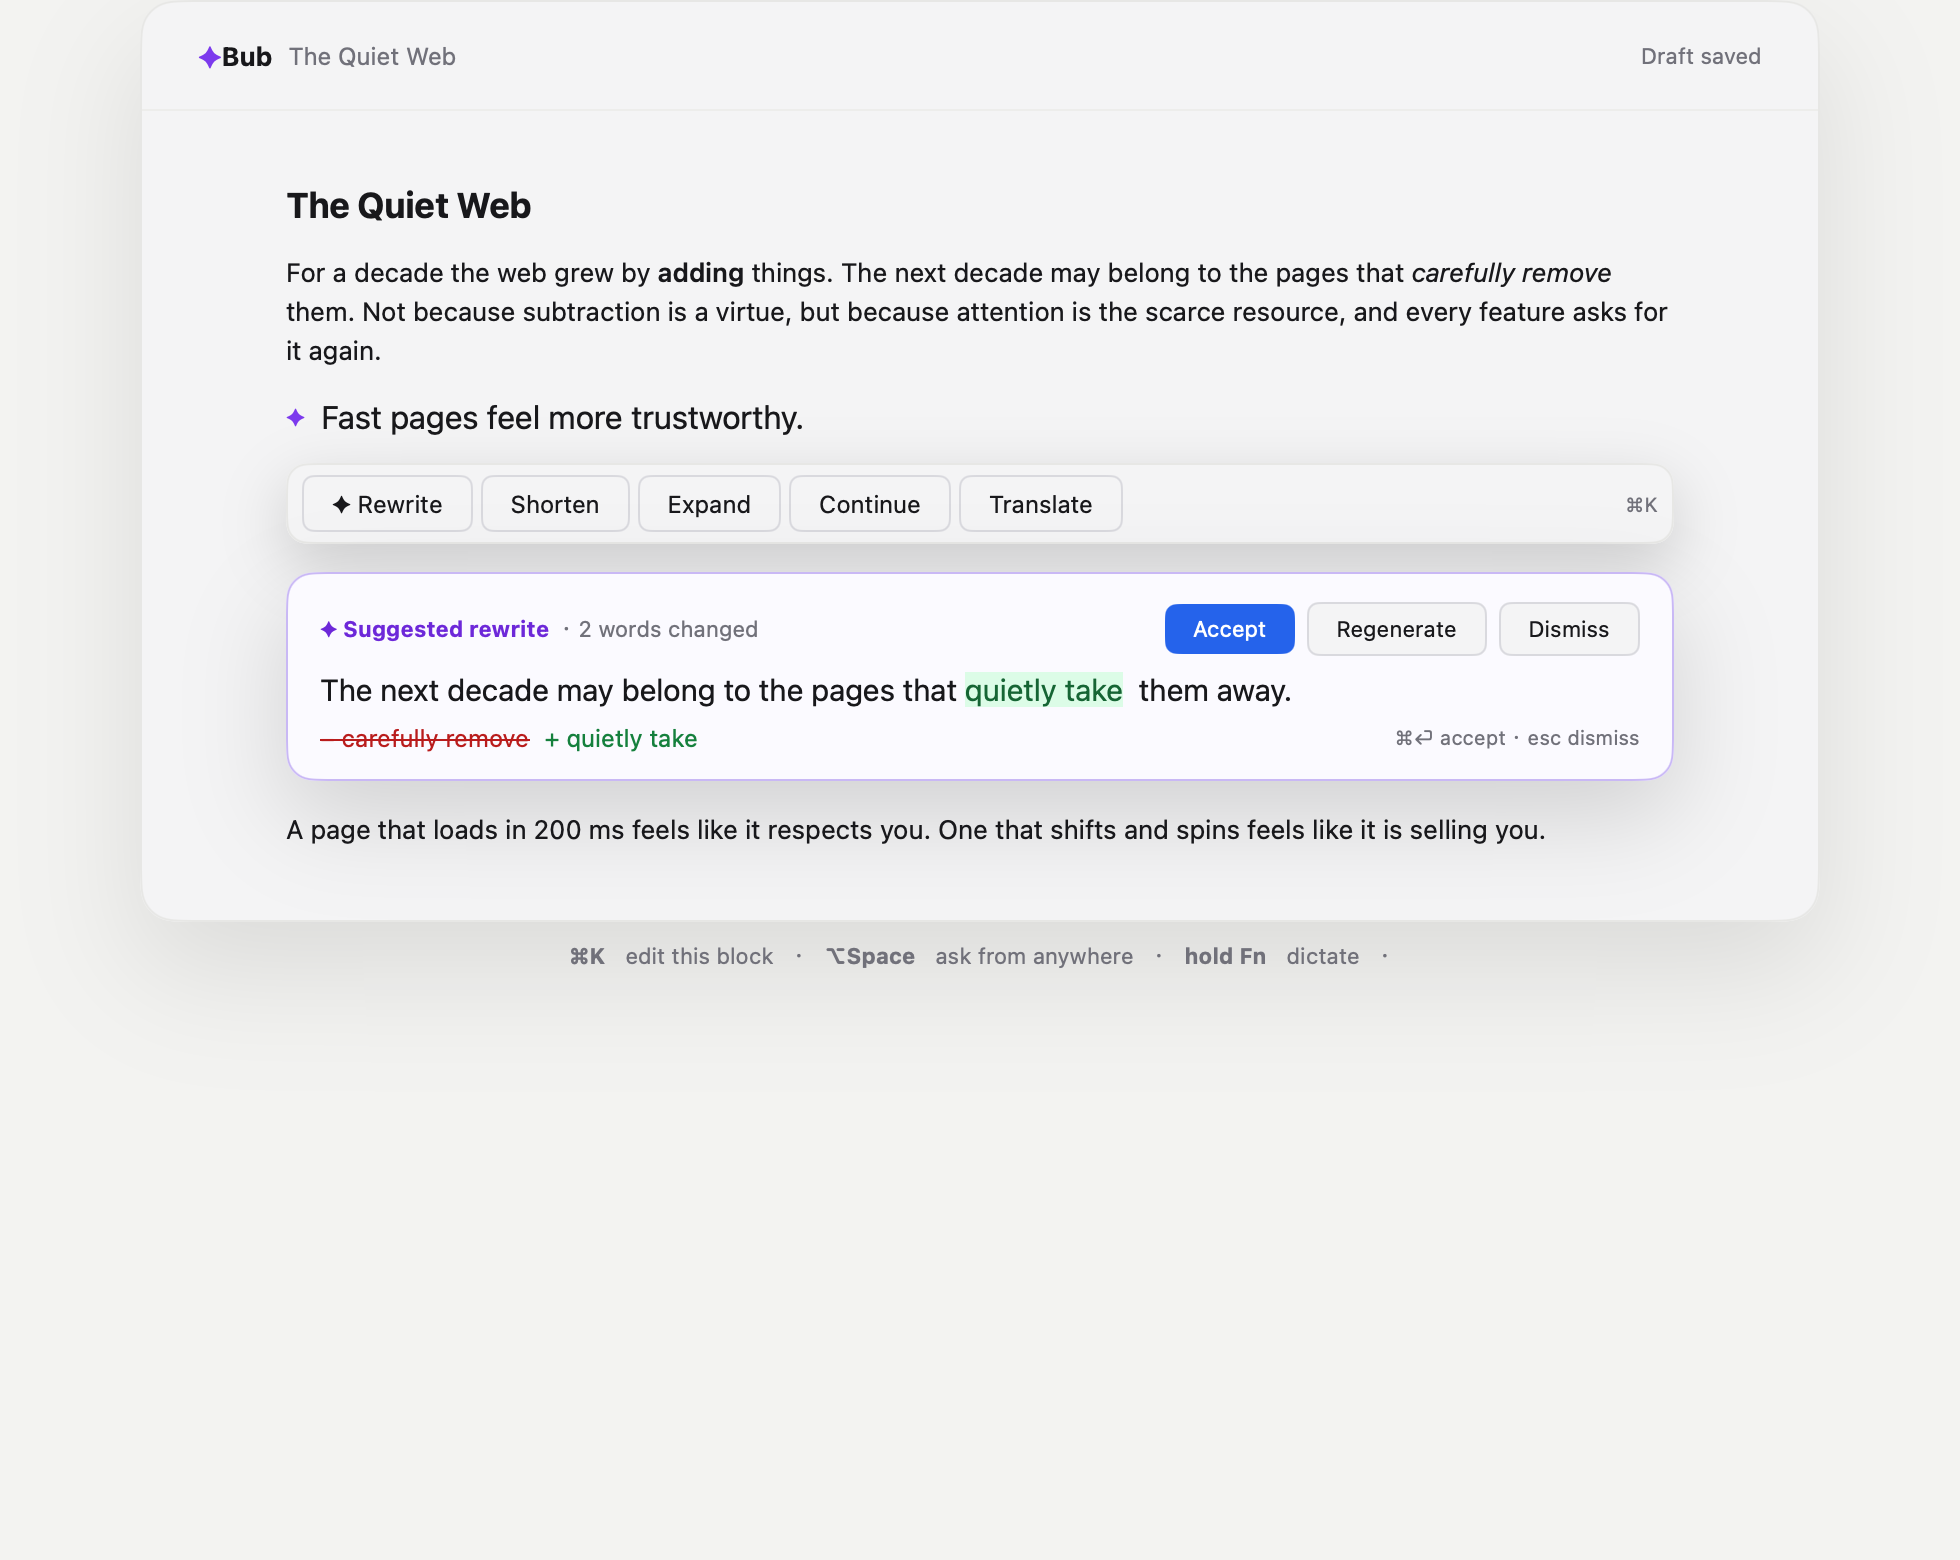 ✦Bub The Quiet Web
Draft saved
The Quiet Web
For a decade the web grew by adding things. The next decade may belong to the pages that carefully remove
them. Not because subtraction is a virtue, but because attention is the scarce resource, and every feature asks for
it again.
✦ Fast pages feel more trustworthy.
✦ Rewrite Shorten Expand Continue Translate ⌘K
✦ Suggested rewrite · 2 words changed Accept Regenerate Dismiss
The next decade may belong to the pages that quietly take them away.
− carefully remove + quietly take ⌘↩ accept · esc dismiss
A page that loads in 200 ms feels like it respects you. One that shifts and spins feels like it is selling you.
⌘K edit this block · ⌥Space ask from anywhere · hold Fn dictate ·